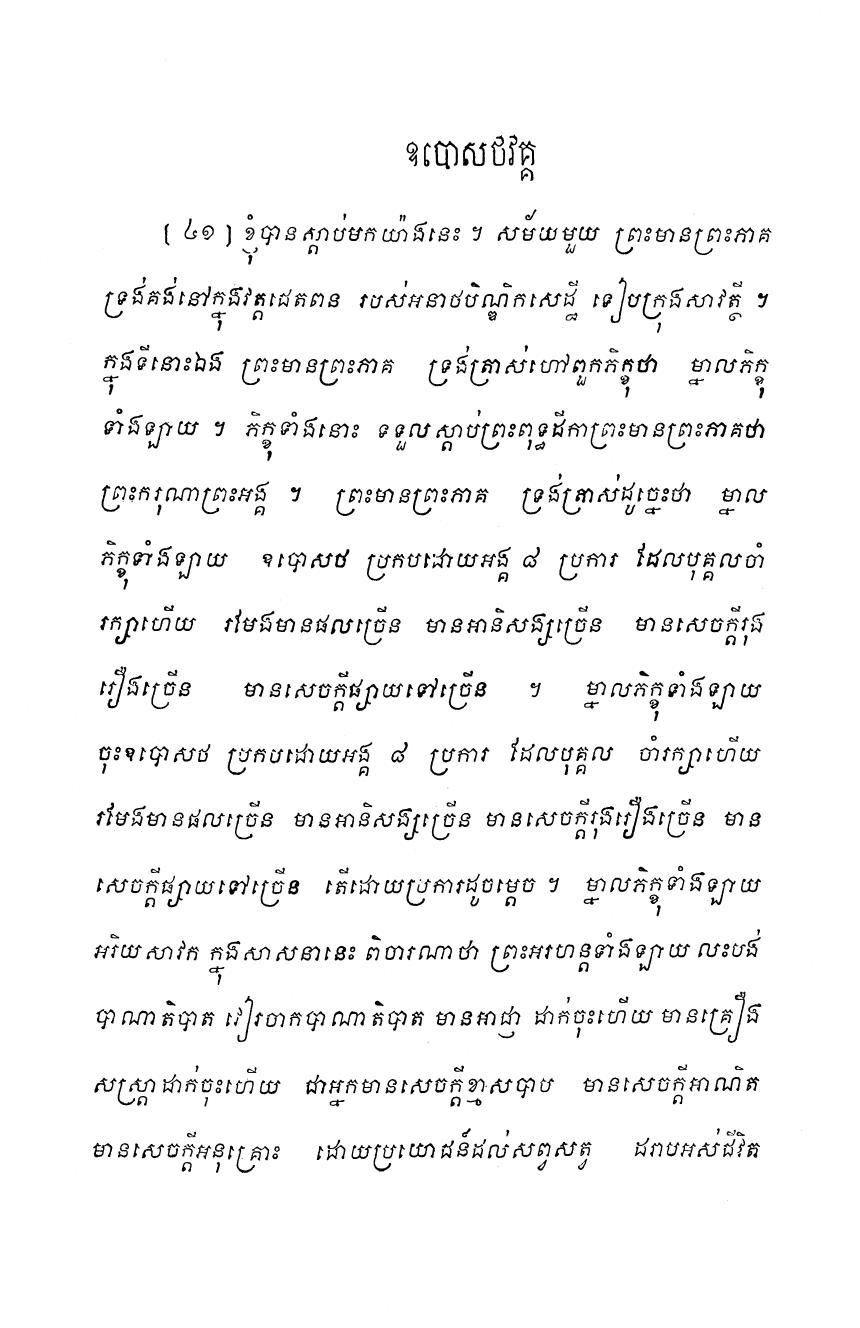 ឧបោសថវគ្គ
[ ៤១ ] ខ្ញុំបានស្តាប់មកយ៉ាងនេះ ។ សម័យមួយ ព្រះមានព្រះភាគ
ទ្រង់គង់នៅក្នុងវត្តជេតពន របស់អនាថបិណ្ឌិកសេដ្ឋី ទៀបក្រុងសាវត្ថី ។
ក្នុងទីនោះឯង ព្រះមានព្រះភាគ ទ្រង់ត្រាស់ហៅពួកភិក្ខុថា ម្នាលភិក្ខុ
ទាំងឡាយ ។ ភិក្ខុទាំងនោះ ទទួលស្តាប់ព្រះពុទ្ធដីកាព្រះមានព្រះភាគថា
ព្រះករុណាព្រះអង្គ ។ ព្រះមានព្រះភាគ ទ្រង់ត្រាស់ដូច្នេះថា ម្នាល
ភិក្ខុទាំងឡាយ ឧបោសថ ប្រកបដោយអង្គ ៨ ប្រការ ដែលបុគ្គលចាំ
រក្សាហើយ រមែងមានផលច្រើន មានអានិសង្សច្រើន មានសេចក្តីរុង
រឿងច្រើន មានសេចក្តីផ្សាយទៅច្រើន ។ ម្នាលភិក្ខុទាំងឡាយ
ចុះឧបោសថ ប្រកបដោយអង្គ ៨ ប្រការ ដែលបុគ្គល ចាំរក្សាហើយ
រមែងមានផលច្រើន មានអានិសង្សច្រើន មានសេចក្តីរុងរឿងច្រើន មាន
សេចក្តីផ្សាយទៅច្រើន តើដោយប្រការដូចម្តេច ។ ម្នាលភិក្ខុទាំងឡាយ
អរិយសាវក ក្នុងសាសនានេះ ពិចារណាថា ព្រះអរហន្តទាំងឡាយ លះបង់
បាណាតិបាត វៀរចាកបាណាតិបាត មានអាជ្ញា ដាក់ចុះហើយ មានគ្រឿង
សស្ត្រាដាក់ចុះហើយ ជាអ្នកមានសេចក្តីខ្មាសបាប មានសេចក្តីអាណិត
មានសេចក្តីអនុគ្រោះ ដោយប្រយោជន៍ដល់សព្វសត្វ ដរាបអស់ជីវិត